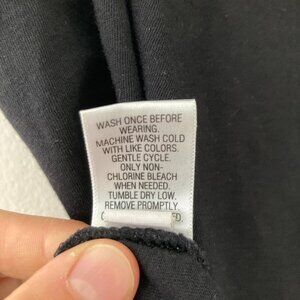 WASH ONCE BEFORE
WEARING.
MACHINE WASH COLD
WITH LIKE COLORS.
GENTLE CYCLE.
ONLY NON-
CHLORINE BLEACH
WHEN NEEDED.
TUMBLE DRY LOW.
REMOVE PROMPTLY.